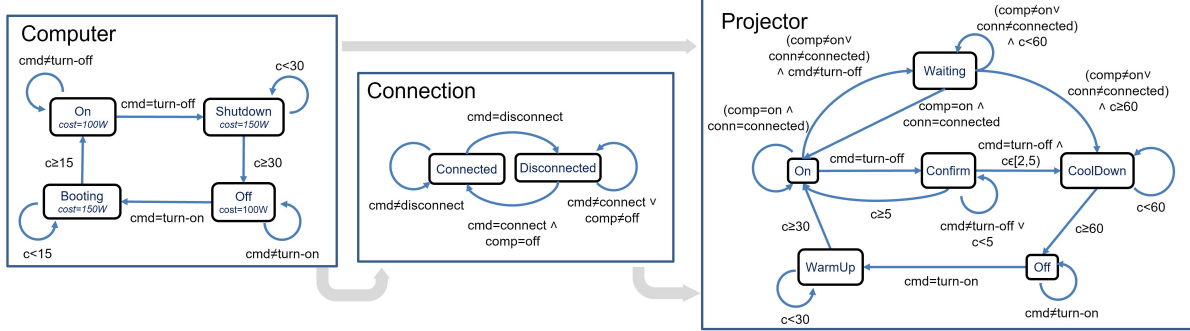 Computer
cmd≠turn-off
c<30
On
cost=100W
cmd=turn-off
Shutdown
cost=150W
c≥15
c≥30
Booting
cost=150W
cmd=turn-on
Off
cost=100W
c<15
cmd≠turn-on
Connection
cmd=disconnect
Connected
Disconnected
cmd≠disconnect
cmd=connect ∧
comp=off
cmd≠connect ∨
comp≠off
Projector
(comp≠on∨
conn≠connected)
∧ c<60
(comp≠on∨
conn≠connected)
∧ cmd≠turn-off
Waiting
(comp≠on∨
conn≠connected)
∧ c≥60
(comp=on ∧
conn=connected)
comp=on ∧
conn=connected
On
cmd=turn-off
Confirm
cmd=turn-off ∧
cϵ[2,5)
CoolDown
c≥5
cmd≠turn-off ∨
c<5
c<60
c≥30
c≥60
WarmUp
cmd=turn-on
Off
c<30
cmd≠turn-on